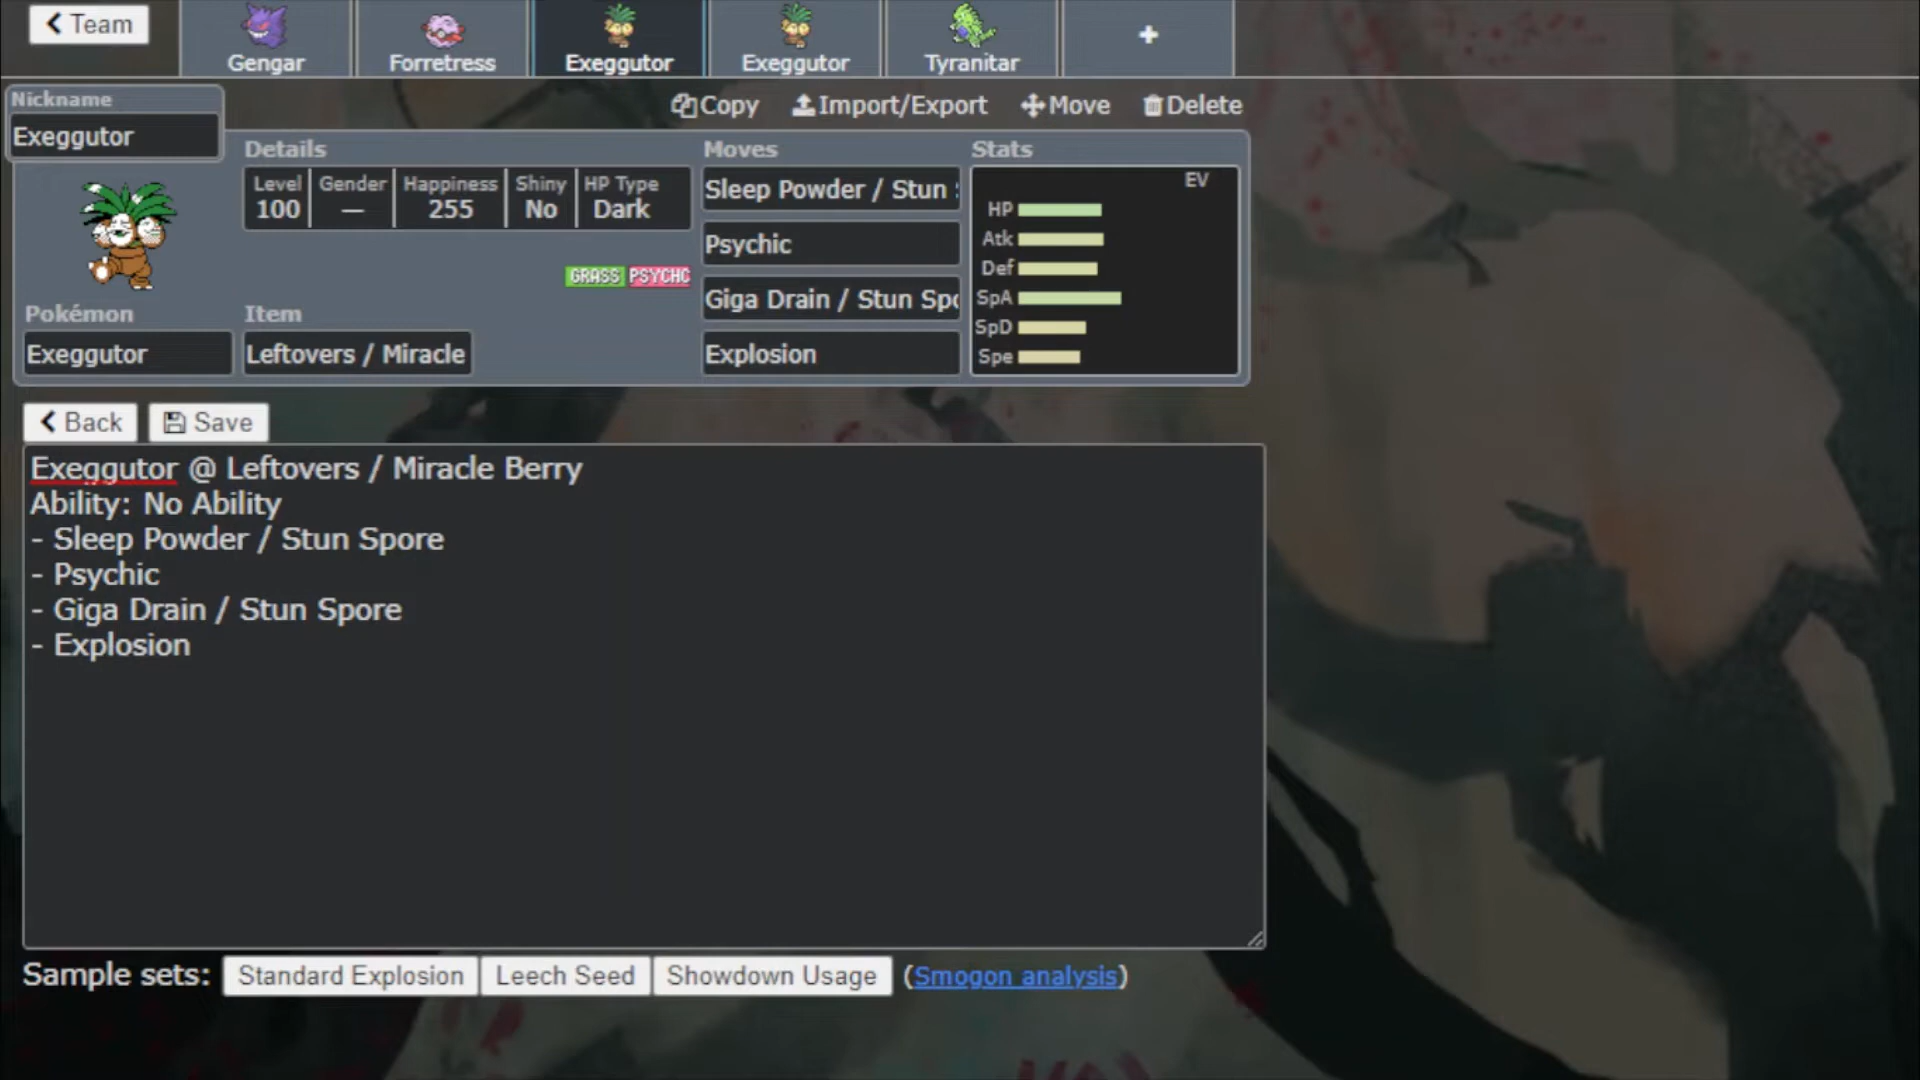 Team
Gengar
Forretress
Exeggutor
Exeggutor
Tyranitar
+
Nickname
Exeggutor
Copy
Import/Export
Move
Delete
Details
Moves
Stats
Level
Gender
Happiness
Shiny
HP Type
100
—
255
No
Dark
GRASS PSYCHC
Pokémon
Exeggutor
Item
Leftovers / Miracle
Sleep Powder / Stun
Psychic
Giga Drain / Stun Spo
Explosion
EV
HP
Atk
Def
SpA
SpD
Spe
Back
Save
Exeggutor @ Leftovers / Miracle Berry
Ability: No Ability
- Sleep Powder / Stun Spore
- Psychic
- Giga Drain / Stun Spore
- Explosion
Sample sets: Standard Explosion Leech Seed Showdown Usage (Smogon analysis)